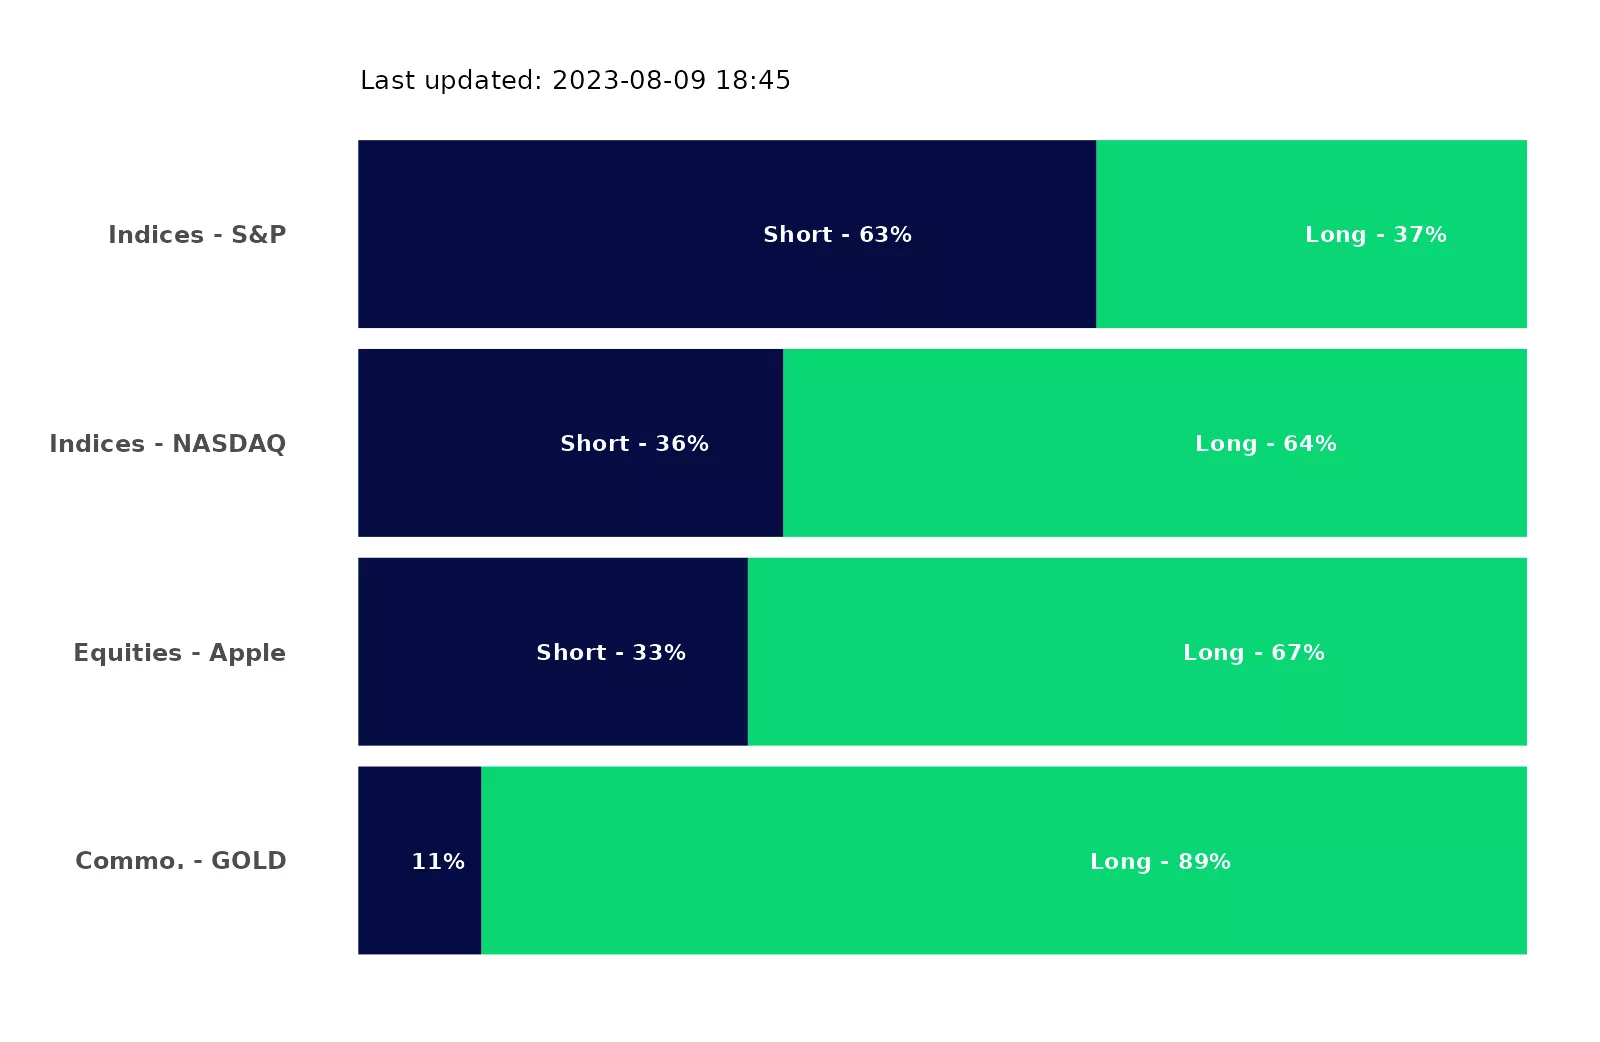 Last updated: 2023-08-09 18:45
Indices - S&P
Short - 63%
Long - 37%
Indices - NASDAQ
Short - 36%
Long - 64%
Equities - Apple
Short - 33%
Long - 67%
Commo. - GOLD
11%
Long - 89%